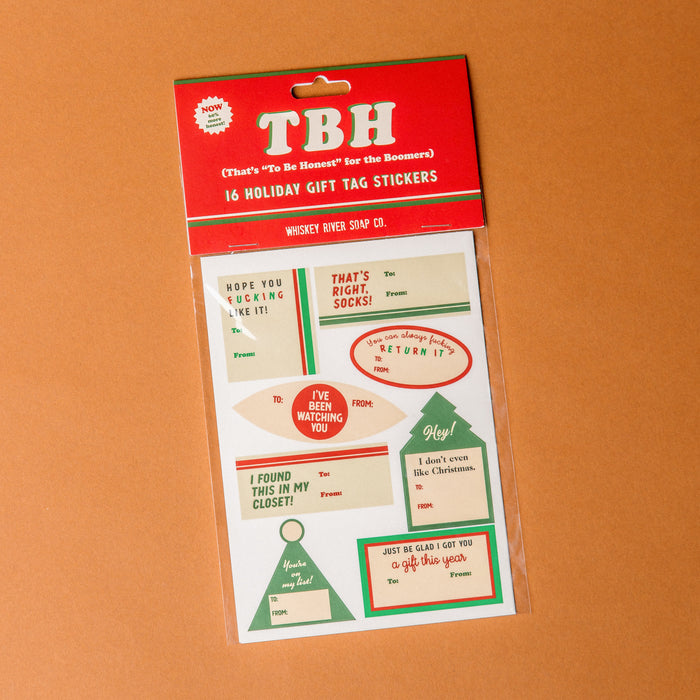 NOW
60% more honest!
TBH
(That's "To Be Honest" for the Boomers)
16 HOLIDAY GIFT TAG STICKERS
WHISKEY RIVER SOAP CO.
HOPE YOU
FUCKING
LIKE IT!
To:
From:
THAT'S
RIGHT,
SOCKS!
To:
From:
You can always fucking
RETURN IT
TO:
FROM:
TO:
I'VE
BEEN
WATCHING
YOU
FROM:
Hey!
I don't even
like Christmas.
TO:
FROM:
I FOUND
THIS IN MY
CLOSET!
To:
From:
You're
on
my list!
TO:
FROM:
JUST BE GLAD I GOT YOU
a gift this year
To:
From: